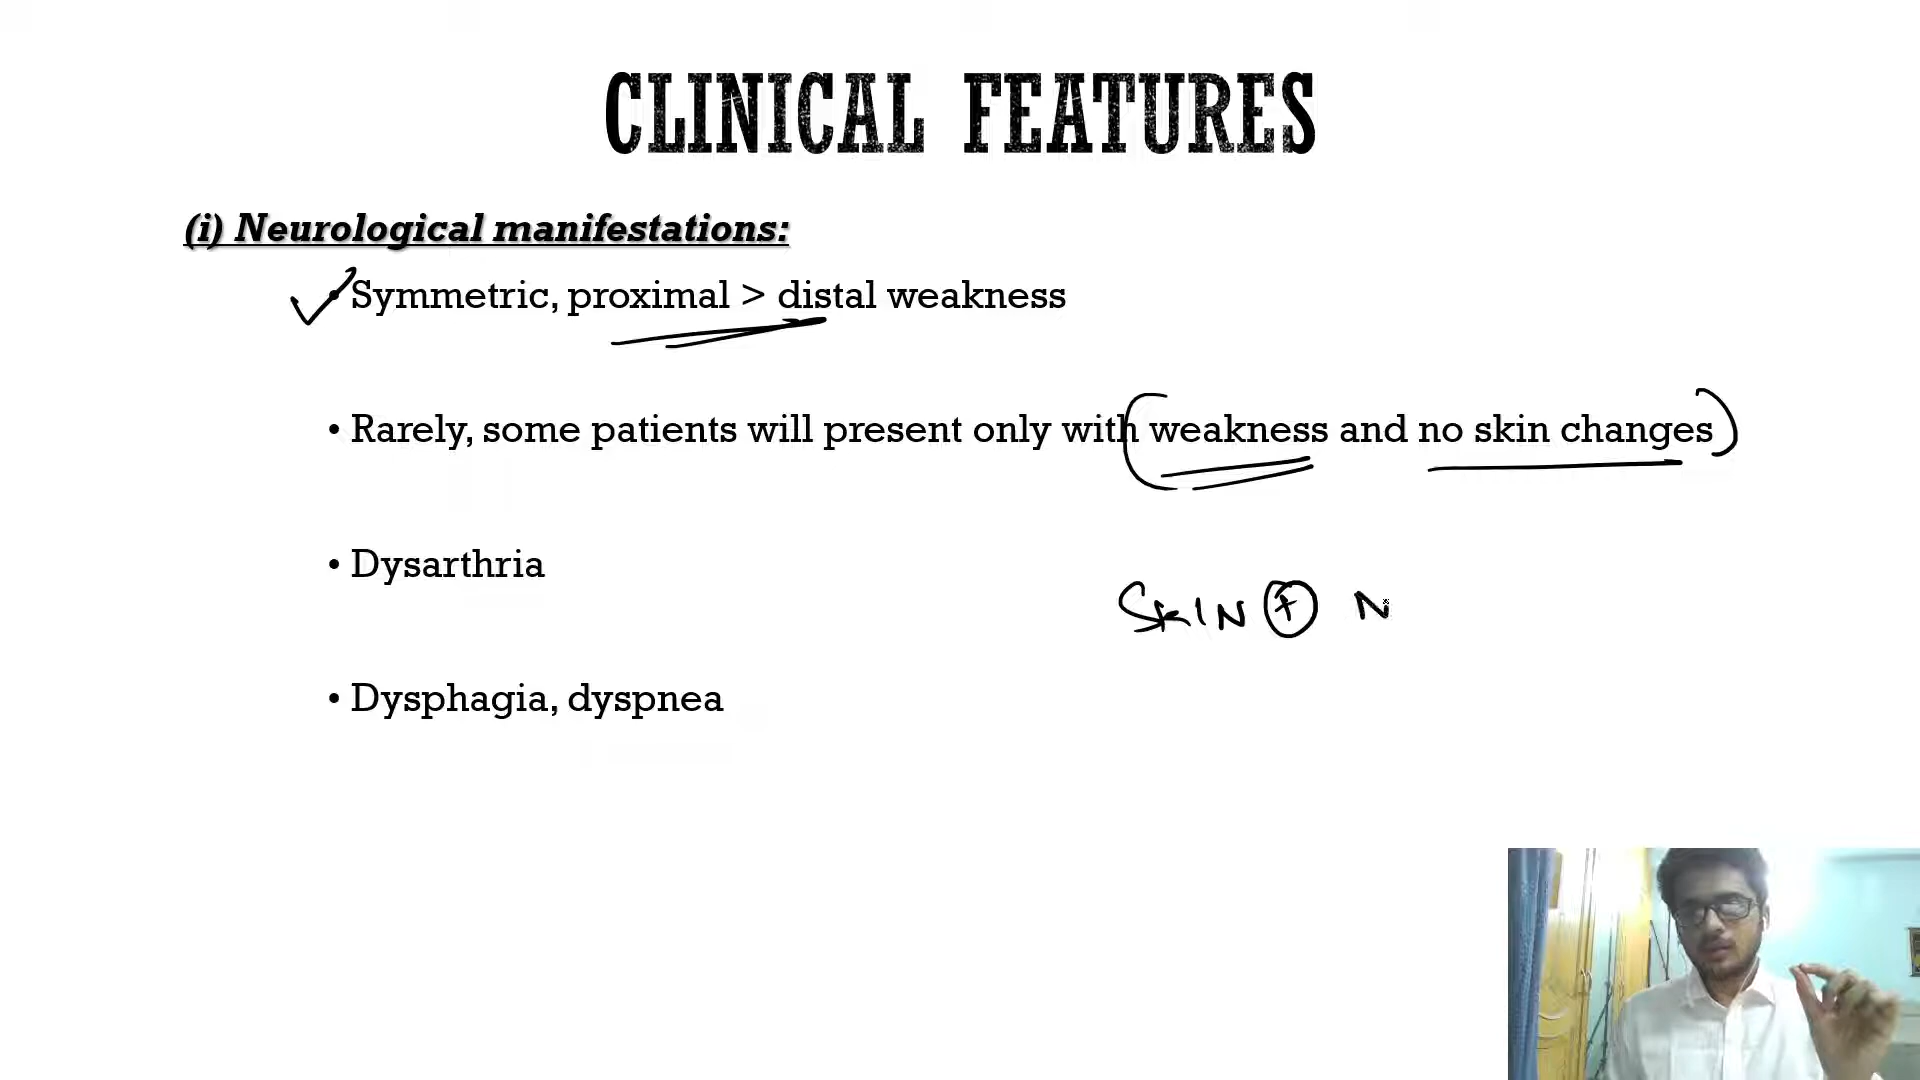 CLINICAL FEATURES
(i) Neurological manifestations:
• Symmetric, proximal > distal weakness
• Rarely, some patients will present only with weakness and no skin changes
• Dysarthria
SKIN + N
• Dysphagia, dyspnea